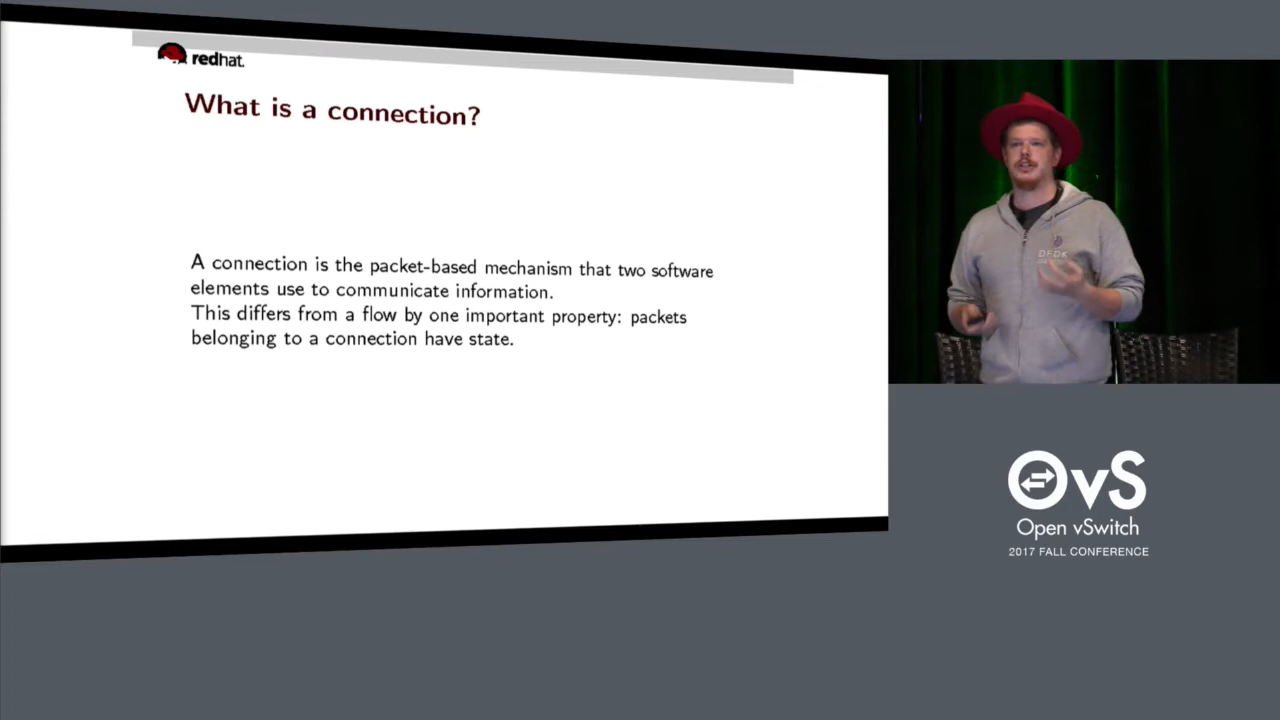 redhat.
What is a connection?
A connection is the packet-based mechanism that two software
elements use to communicate information.
This differs from a flow by one important property: packets
belonging to a connection have state.
DPDK
OvS
Open vSwitch
2017 FALL CONFERENCE